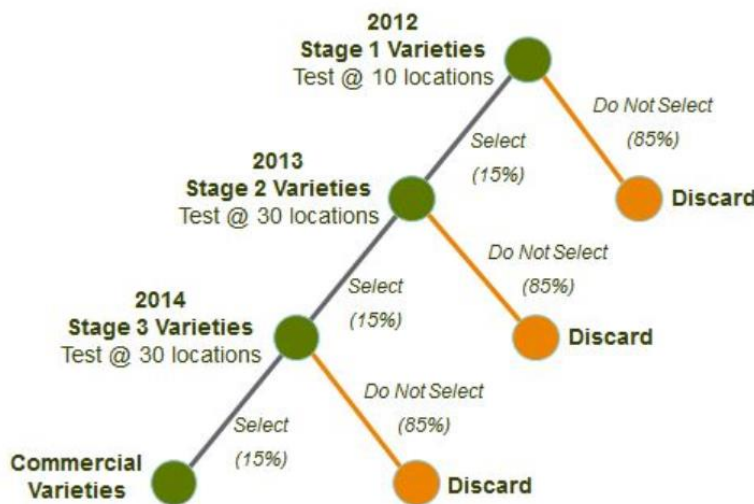 2012
Stage 1 Varieties
Test @ 10 locations
Do Not Select
(85%)
Select
(15%)
Discard
2013
Stage 2 Varieties
Test @ 30 locations
Do Not Select
(85%)
Select
(15%)
Discard
2014
Stage 3 Varieties
Test @ 30 locations
Do Not Select
(85%)
Select
(15%)
Commercial
Varieties
Discard